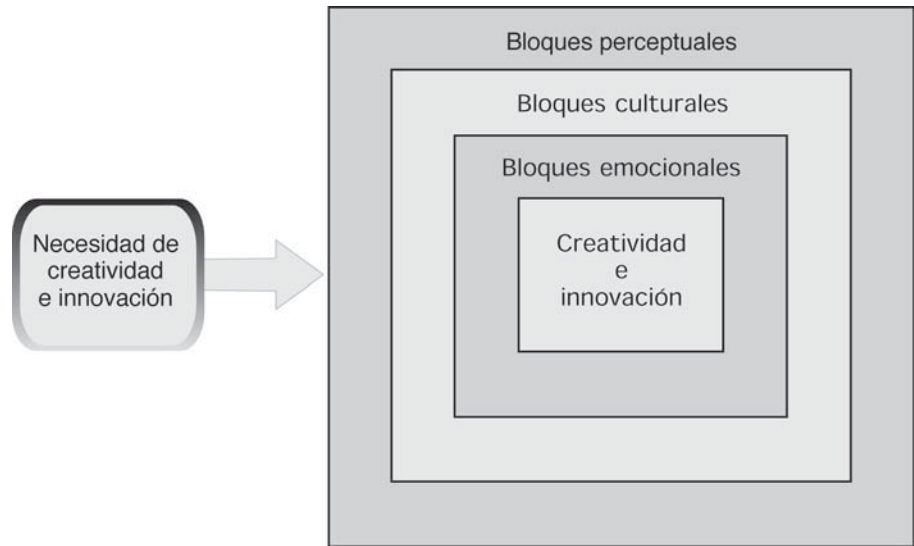 Bloques perceptuales
Bloques culturales
Bloques emocionales
Creatividad
e
innovación
Necesidad de
creatividad
e innovación